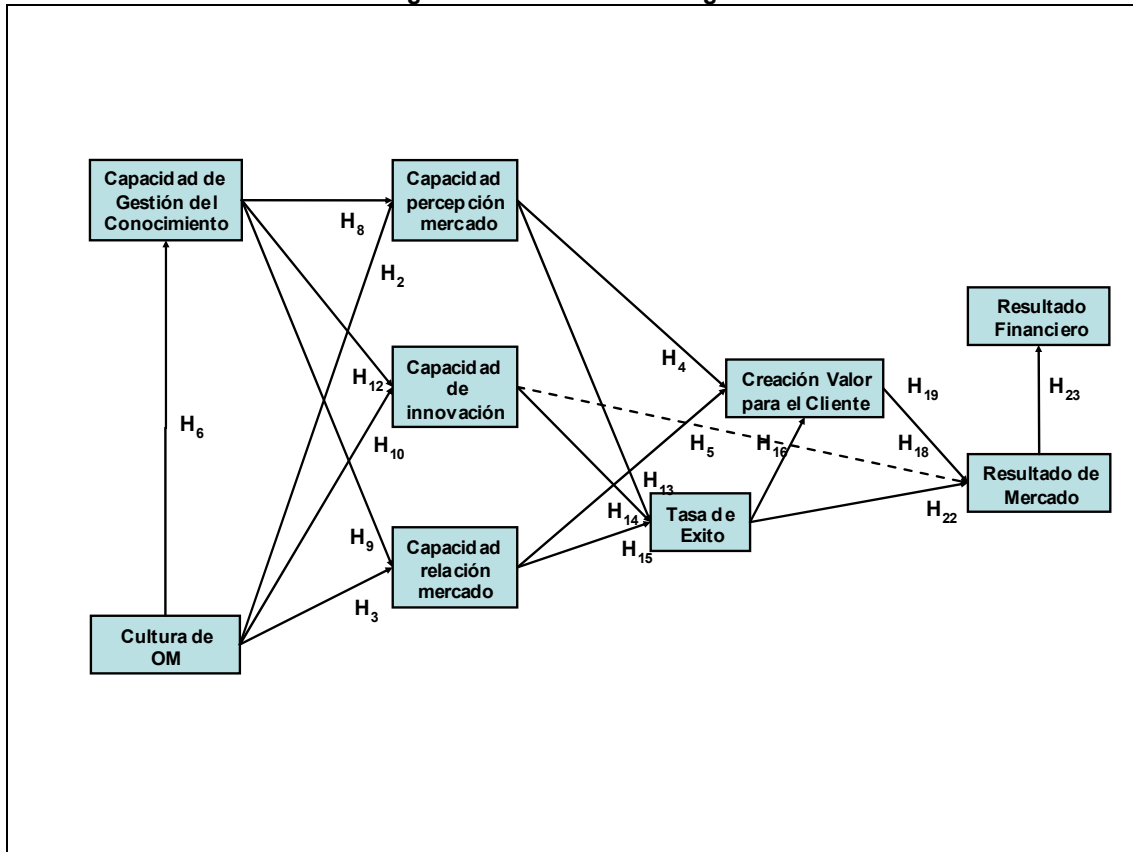 Capacidad de
Gestión del
Conocimiento
Capacidad
percepción
mercado
H8
H2
Resultado
Financiero
Capacidad
de
innovación
H12
H4
Creación Valor
para el Cliente
H19
H23
H6
H10
H5
H16
H18
Resultado de
Mercado
H13
H14
Tasa de
Exito
H22
H9
Capacidad
relación
mercado
H15
H3
Cultura de
OM